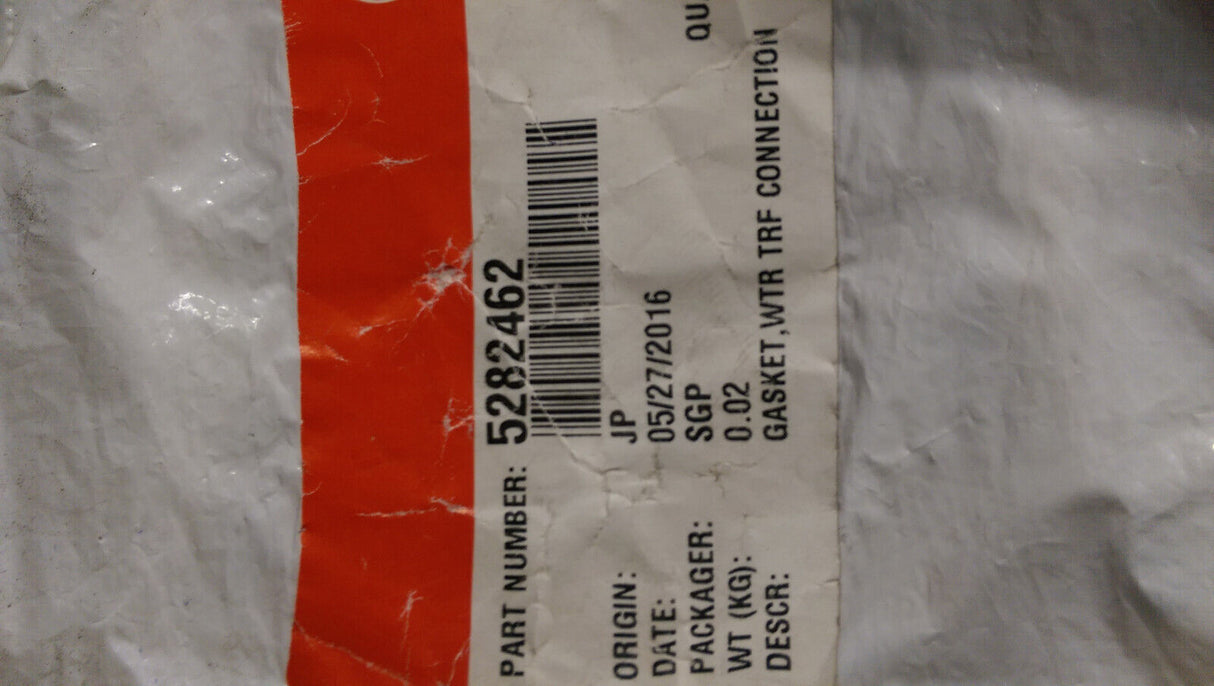 PART NUMBER: 5282462
ORIGIN: JP
DATE: 05/27/2016
PACKAGER: SGP QU
WT (KG): 0.02
DESCR: GASKET,WTR TRF CONNECTION